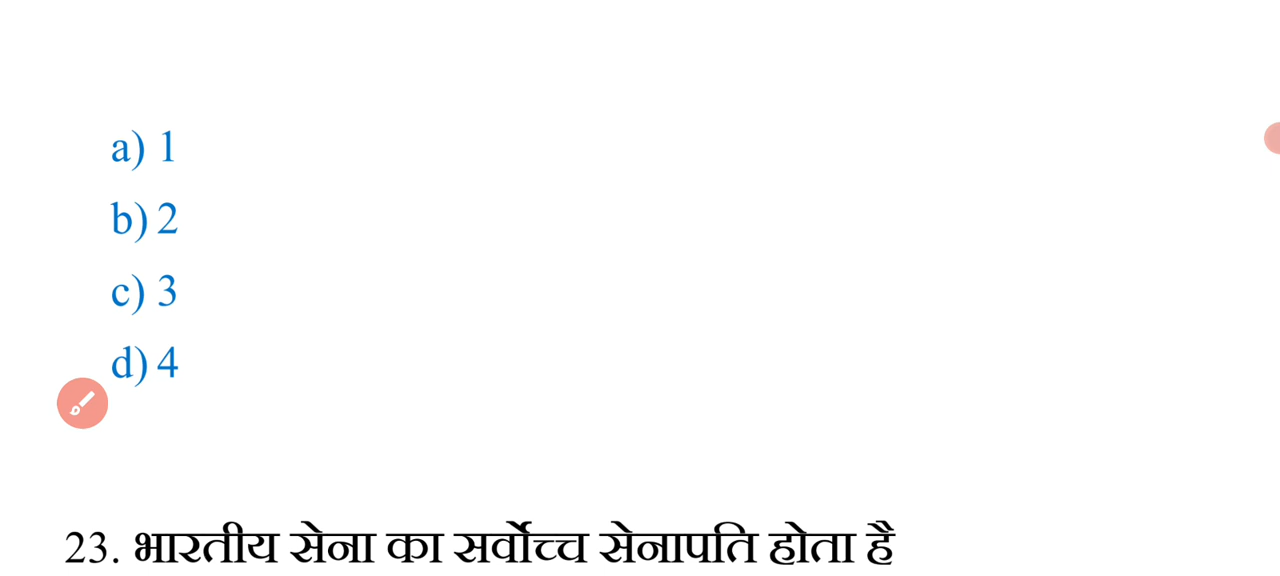 a) 1
b) 2
c) 3
d) 4
23. भारतीय सेना का सर्वोच्च सेनापति होता है